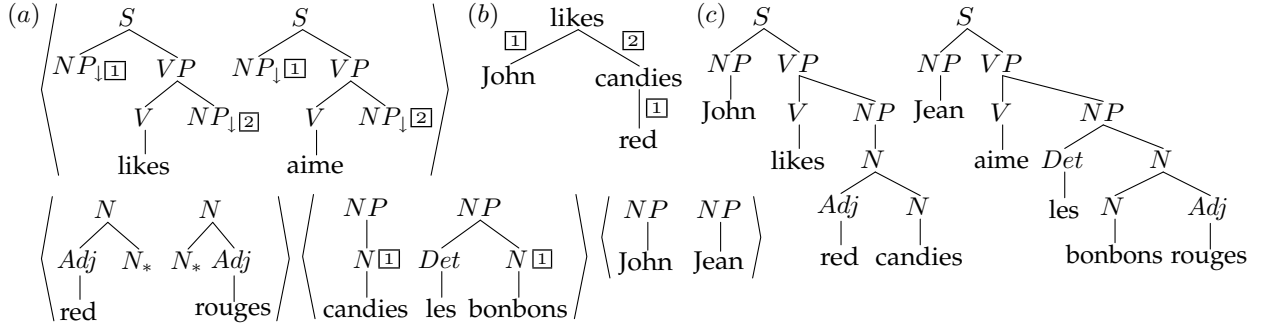 (a) S S (b) likes (c) S S
1 2
NP↓1 VP NP↓1 VP John candies NP VP NP VP
V NP↓2 V NP↓2 1 John V NP Jean V NP
likes aime red likes N aime Det N
N N NP NP NP NP Adj N les N Adj
Adj N* N* Adj N1 Det N1 John Jean red candies bonbons rouges
red rouges candies les bonbons